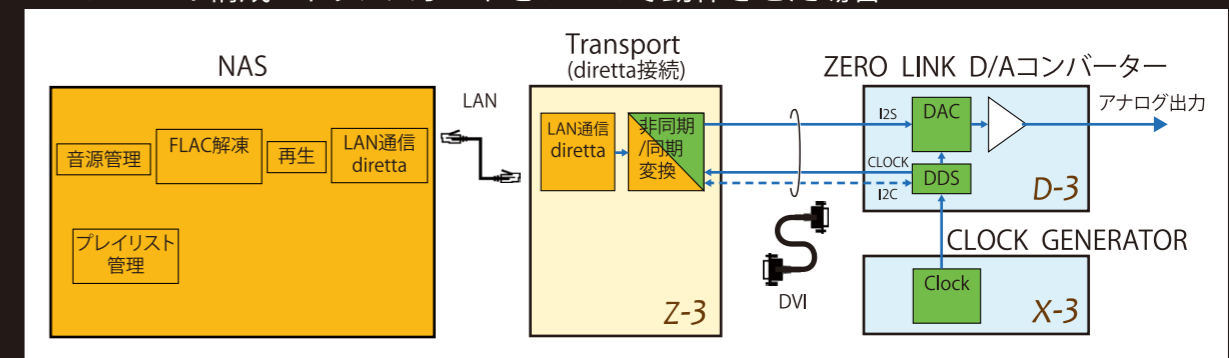 NAS
音源管理
FLAC解凍
再生
LAN通信
diretta
プレイリスト
管理
LAN
Transport
(diretta接続)
LAN通信
diretta
非同期
/同期
変換
Z-3
DVI
ZERO LINK D/Aコンバーター
I2S
DAC
アナログ出力
CLOCK
DDS
I2C
D-3
CLOCK GENERATOR
Clock
X-3